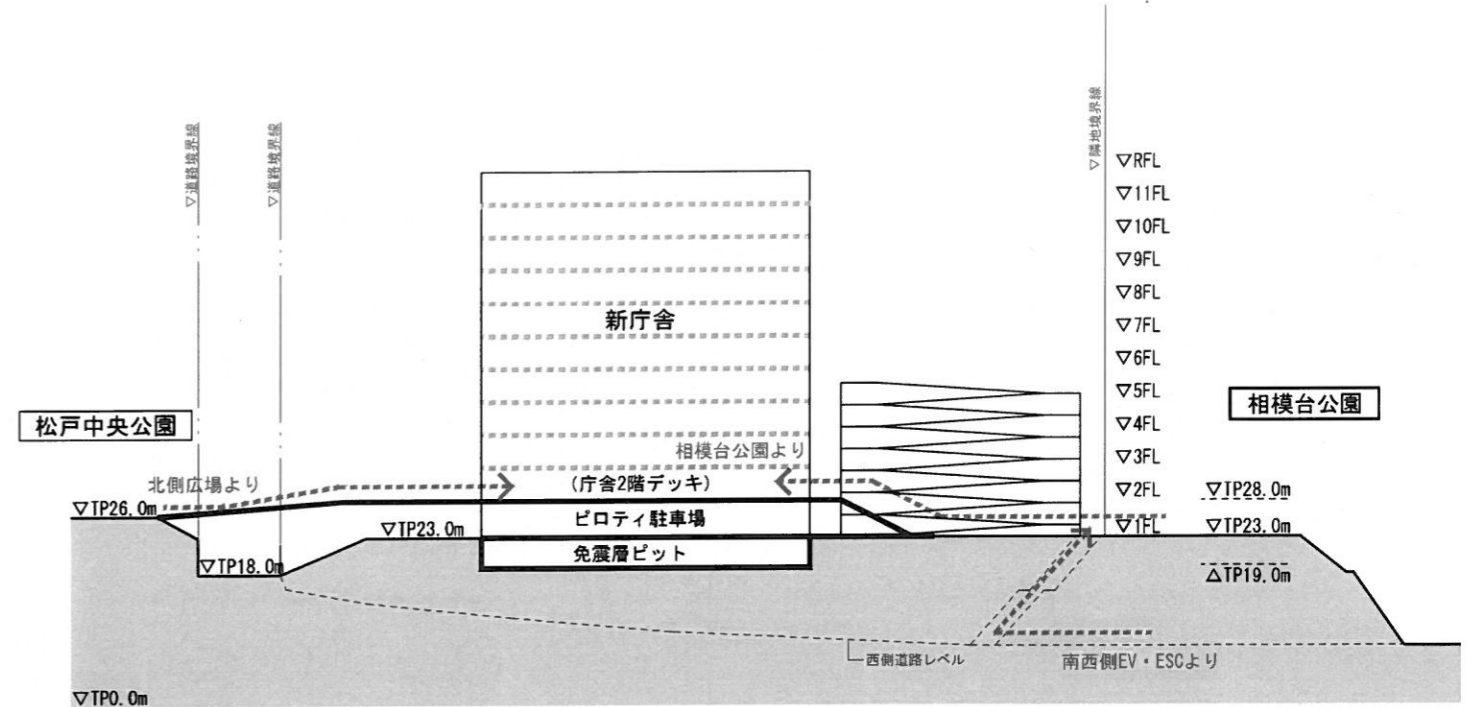 ▽道路境界線
▽道路境界線
▽隣地境界線
▽RFL
▽11FL
▽10FL
▽9FL
▽8FL
▽7FL
▽6FL
▽5FL
▽4FL
▽3FL
▽2FL
▽1FL
新庁舎
松戸中央公園
相模台公園
相模台公園より
北側広場より
(庁舎2階デッキ)
▽TP26.0m
▽TP28.0m
ピロティ駐車場
▽TP23.0m
▽TP23.0m
免震層ピット
▽TP18.0m
△TP19.0m
西側道路レベル
南西側EV・ESCより
▽TP0.0m